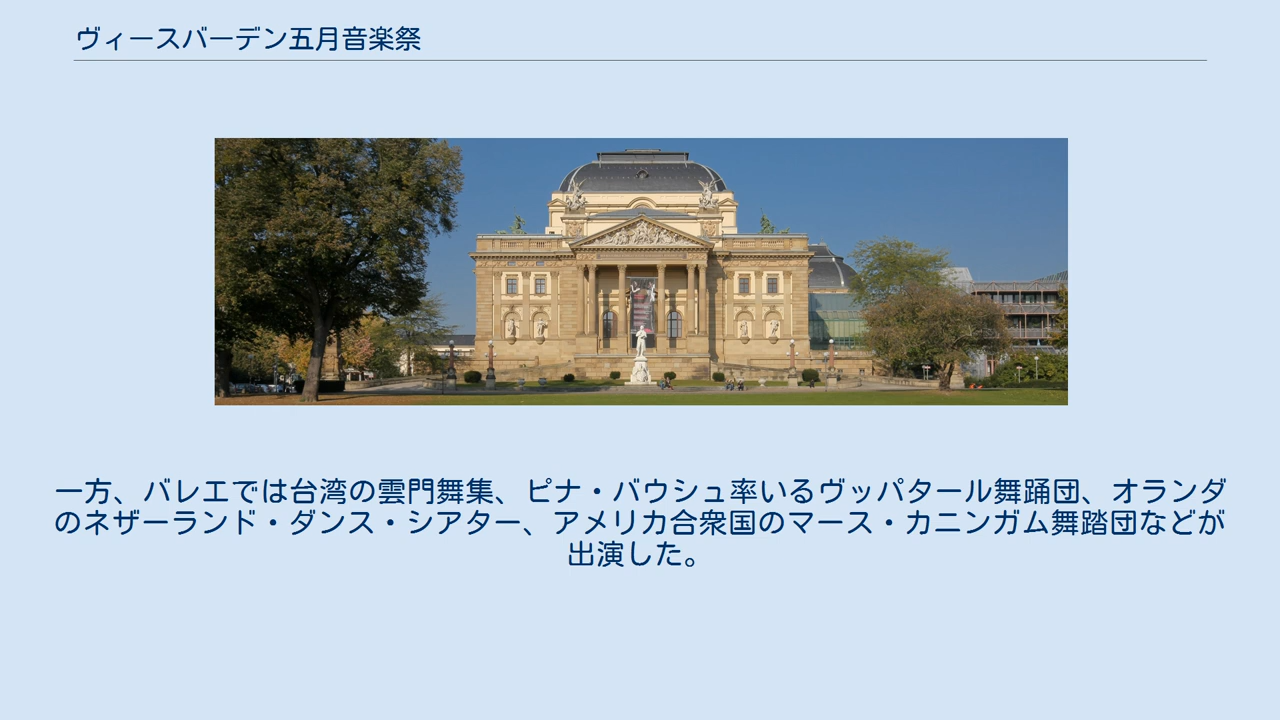 ヴィースバーデン五月音楽祭
一方、バレエでは台湾の雲門舞集、ピナ・バウシュ率いるヴッパタール舞踊団、オランダ
のネザーランド・ダンス・シアター、アメリカ合衆国のマース・カニンガム舞踏団などが
出演した。